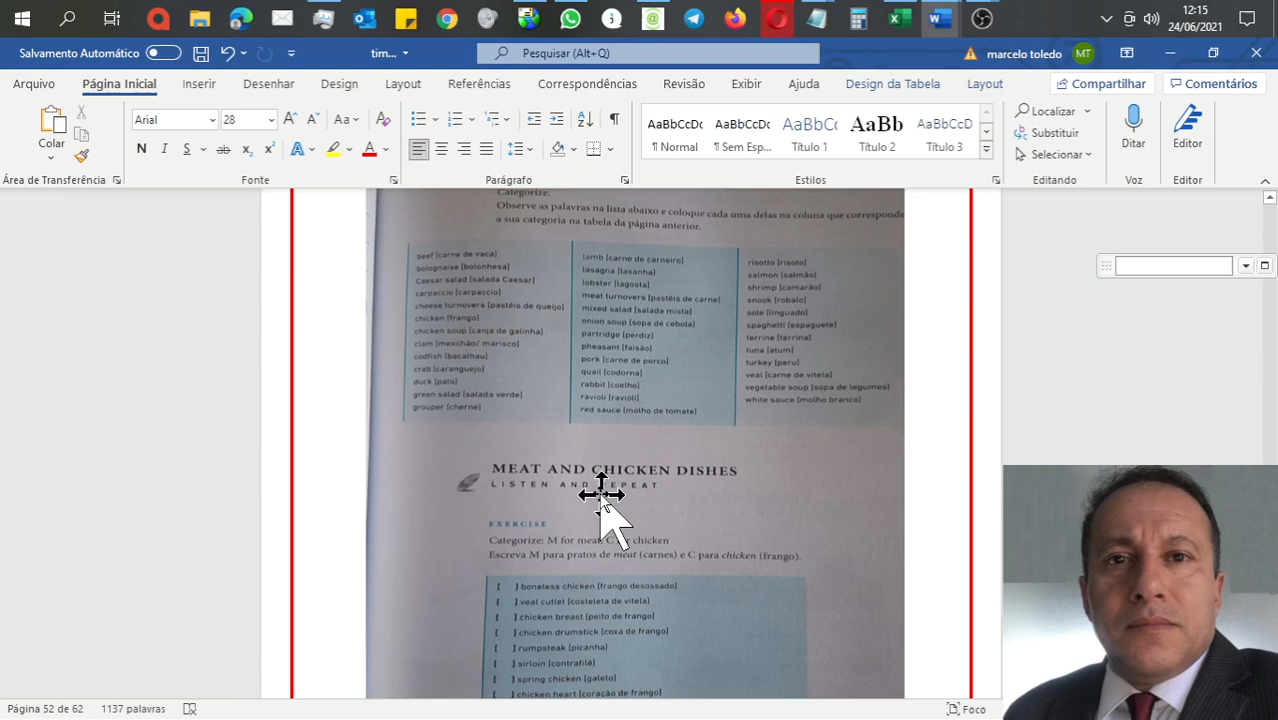 12:15
24/06/2021
Salvamento Automático
tim...
Pesquisar (Alt+Q)
marcelo toledo
MT
Arquivo
Página Inicial
Inserir
Desenhar
Design
Layout
Referências
Correspondências
Revisão
Exibir
Ajuda
Design da Tabela
Layout
Compartilhar
Comentários
Colar
Arial
28
AaBbCcDc
AaBbCcDc
AaBbCc
AaBb
AaBbCcD
¶ Normal
¶ Sem Esp...
Título 1
Título 2
Título 3
Localizar
Substituir
Selecionar
Ditar
Editor
Área de Transferência
Fonte
Parágrafo
Estilos
Editando
Voz
Editor
Categorize.
Observe as palavras na lista abaixo e coloque cada uma delas na coluna que corresponde
a sua categoria na tabela da página anterior.
beef [carne de vaca]
bolognaise [bolonhesa]
Caesar salad [salada Caesar]
carpaccio [carpaccio]
cheese turnovers [pastéis de queijo]
chicken [frango]
chicken soup [canja de galinha]
clam [mexilhão/ marisco]
codfish [bacalhau]
crab [caranguejo]
duck [pato]
green salad [salada verde]
grouper [cherne]
lamb [carne de carneiro]
lasagna [lasanha]
lobster [lagosta]
meat turnovers [pastéis de carne]
mixed salad [salada mista]
onion soup [sopa de cebola]
partridge [perdiz]
pheasant [faisão]
pork [carne de porco]
quail [codorna]
rabbit [coelho]
ravioli [ravióli]
red sauce [molho de tomate]
risotto [risoto]
salmon [salmão]
shrimp [camarão]
snook [robalo]
sole [linguado]
spaghetti [espaguete]
terrine [terrina]
tuna [atum]
turkey [peru]
veal [carne de vitela]
vegetable soup [sopa de legumes]
white sauce [molho branco]
MEAT AND CHICKEN DISHES
LISTEN AND REPEAT
EXERCISE
Categorize: M for meat, C for chicken
Escreva M para pratos de meat (carnes) e C para chicken (frango).
[ ] boneless chicken [frango desossado]
[ ] veal cutlet [costeleta de vitela]
[ ] chicken breast [peito de frango]
[ ] chicken drumstick [coxa de frango]
[ ] rumpsteak [picanha]
[ ] sirloin [contrafilé]
[ ] spring chicken [galeto]
[ ] chicken heart [coração de frango]
Página 52 de 62
1137 palavras
Foco